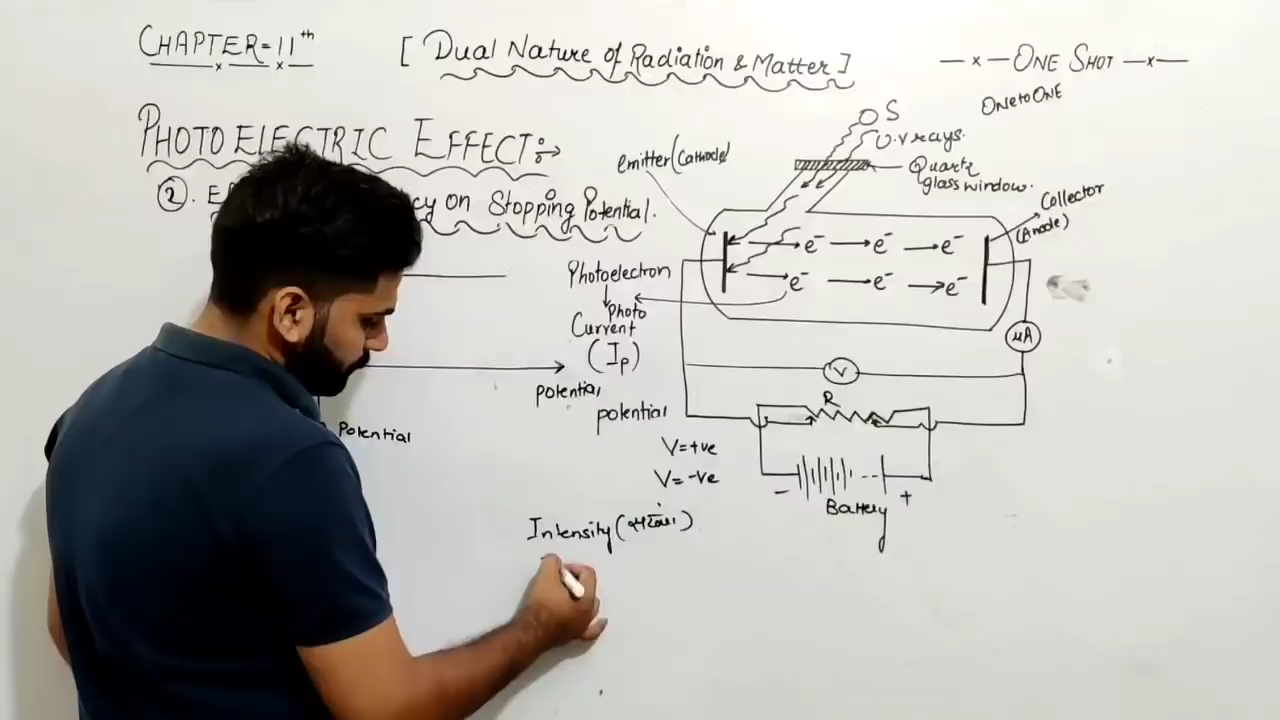 CHAPTER=11th
[Dual Nature of Radiation & Matter]
—x—ONE SHOT—x—
ONE to ONE
PHOTO ELECTRIC EFFECT:→
②. E
cy on Stopping Potential.
S
U.V rays.
Quartz
glass window.
emitter (Cathode)
Collector
(Anode)
e⁻ → e⁻ → e⁻
e⁻ → e⁻ → e⁻
Photoelectron
Photo
Current
(Ip)
μA
V
R
potential
potential
Potential
V=+ve
V=-ve
- +
Battery
Intensity (